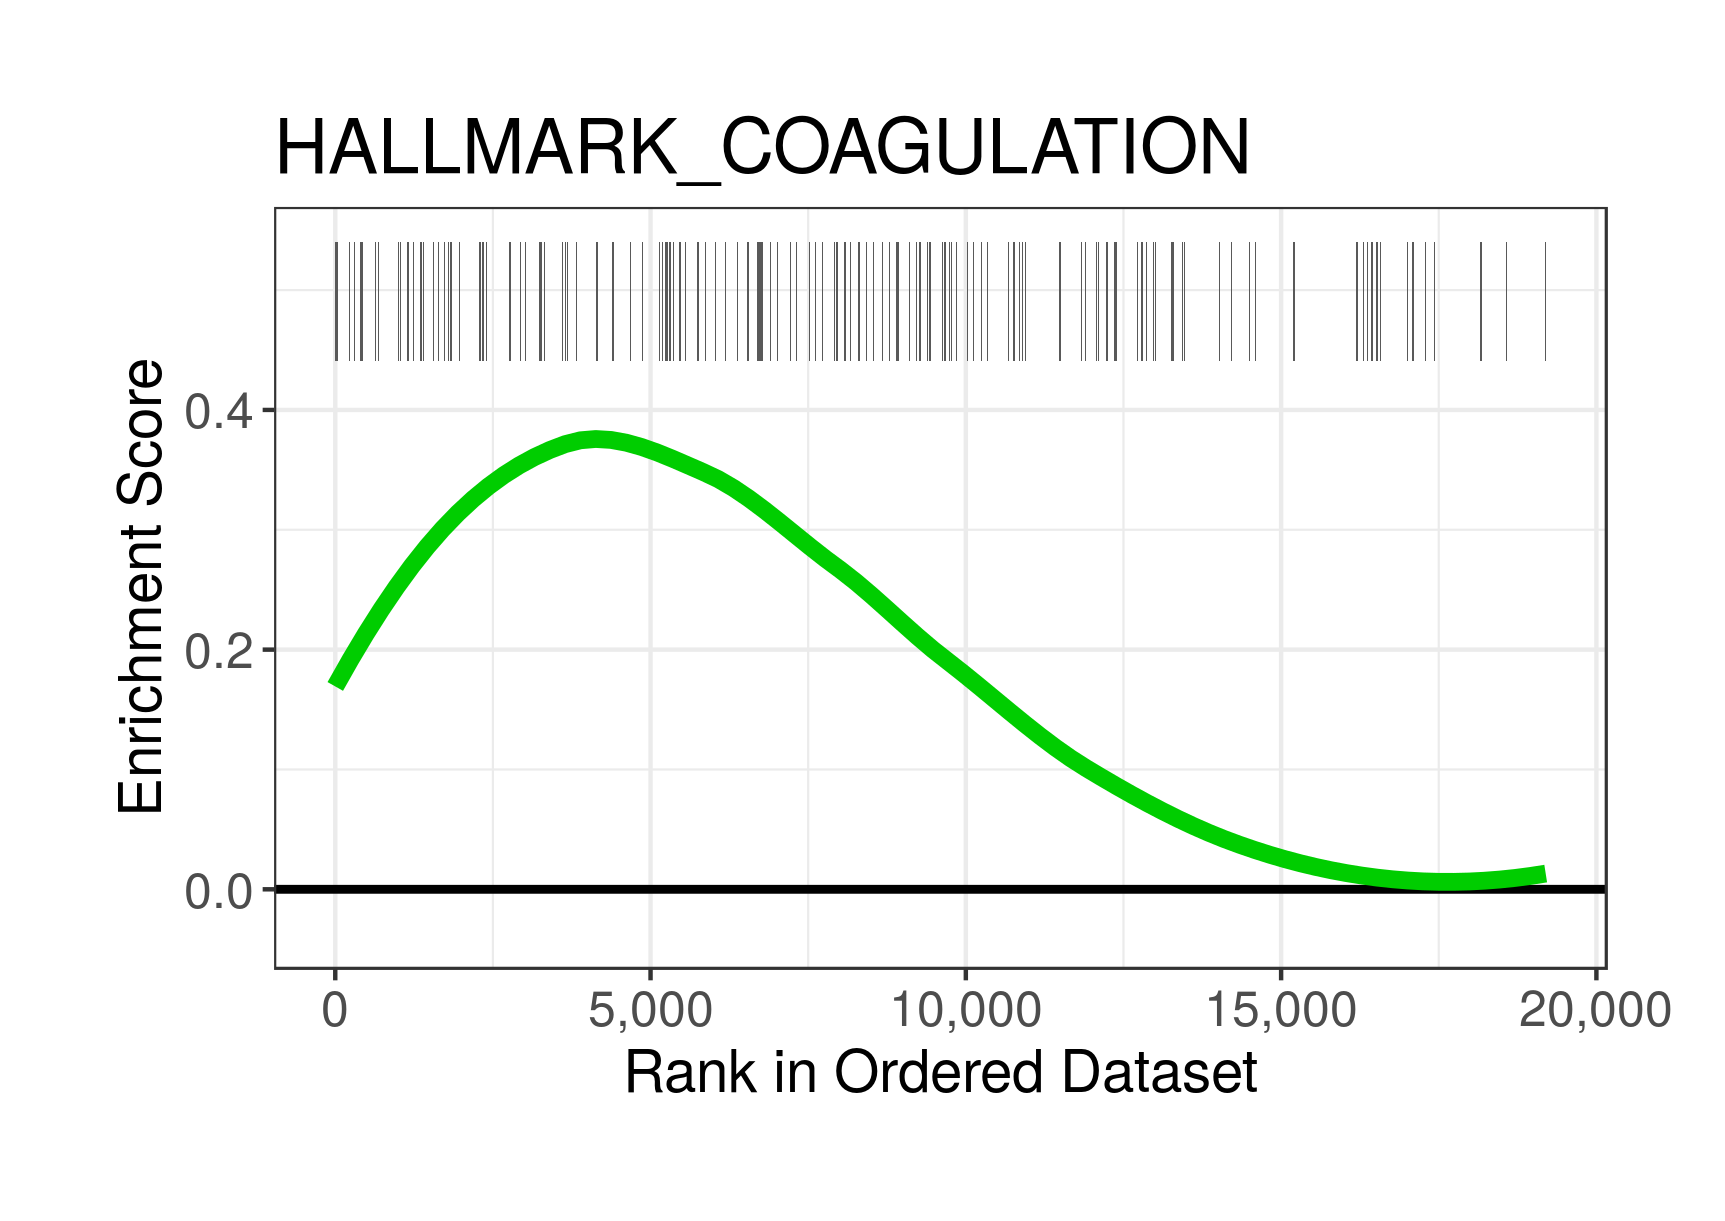 HALLMARK_COAGULATION
Enrichment Score
0.4
0.2
0.0
0 5,000 10,000 15,000 20,000
Rank in Ordered Dataset